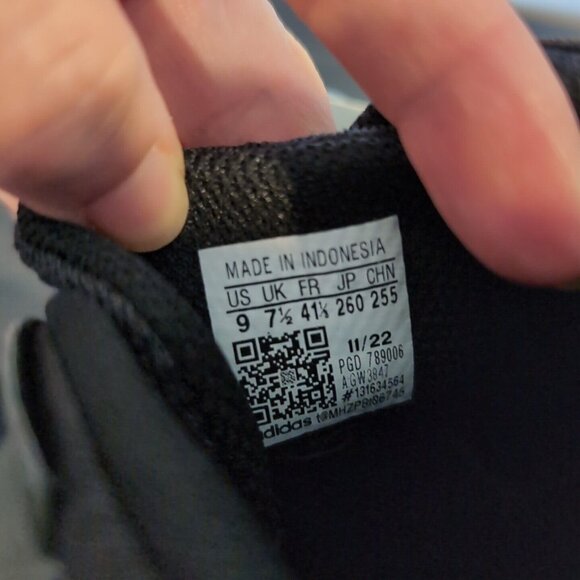 MADE IN INDONESIA
US UK FR JP CHN
9 7½ 41⅓ 260 255
11/22
PGD 789006
AGW3847
#131634564
adidas